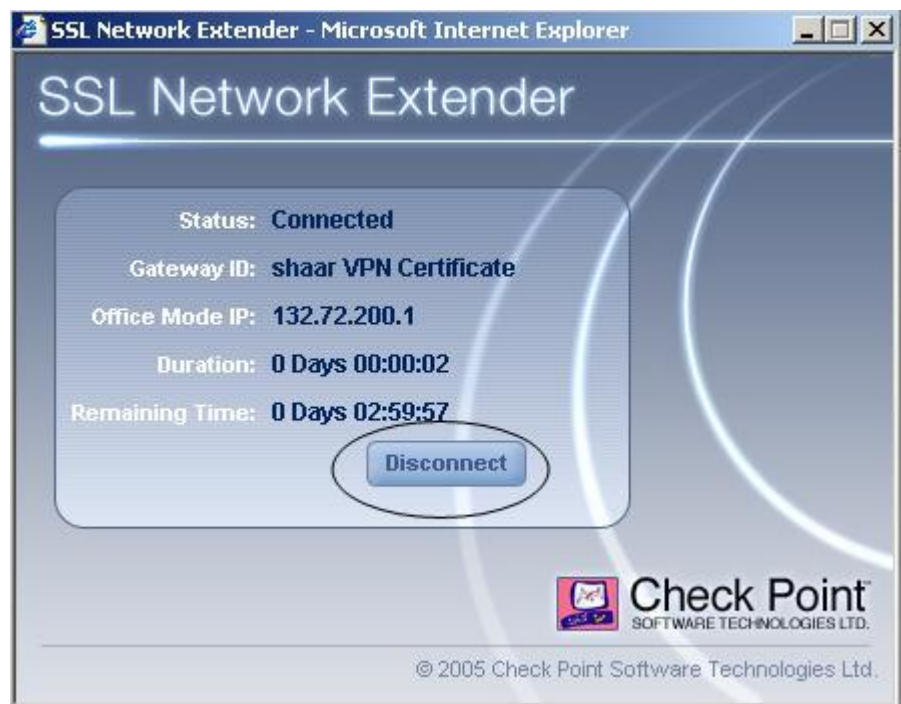 SSL Network Extender - Microsoft Internet Explorer
SSL Network Extender
Status: Connected
Gateway ID: shaar VPN Certificate
Office Mode IP: 132.72.200.1
Duration: 0 Days 00:00:02
Remaining Time: 0 Days 02:59:57
Disconnect
Check Point™
SOFTWARE TECHNOLOGIES LTD.
© 2005 Check Point Software Technologies Ltd.